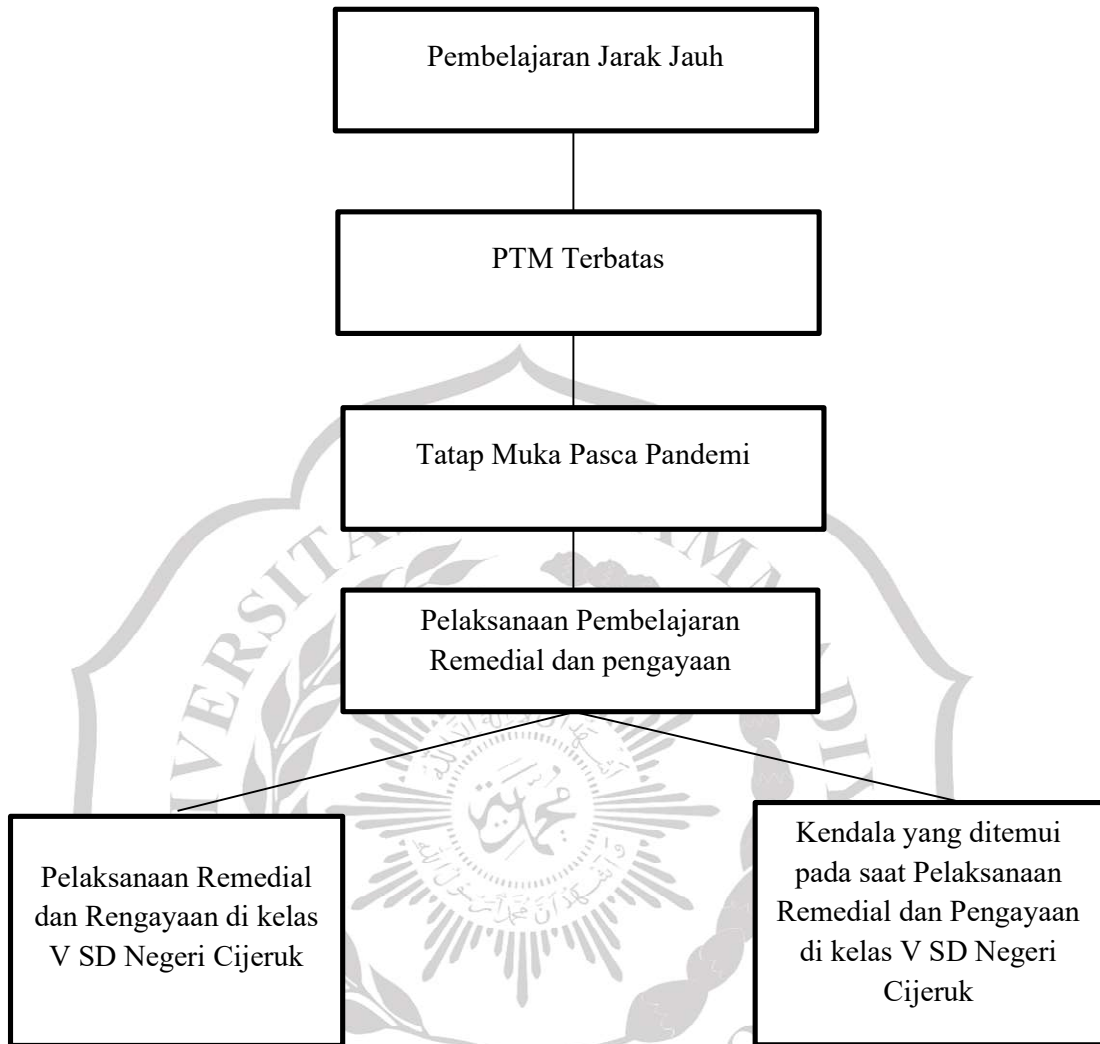 Pembelajaran Jarak Jauh
PTM Terbatas
Tatap Muka Pasca Pandemi
Pelaksanaan Pembelajaran
Remedial dan pengayaan
Pelaksanaan Remedial
dan Rengayaan di kelas
V SD Negeri Cijeruk
Kendala yang ditemui
pada saat Pelaksanaan
Remedial dan Pengayaan
di kelas V SD Negeri
Cijeruk